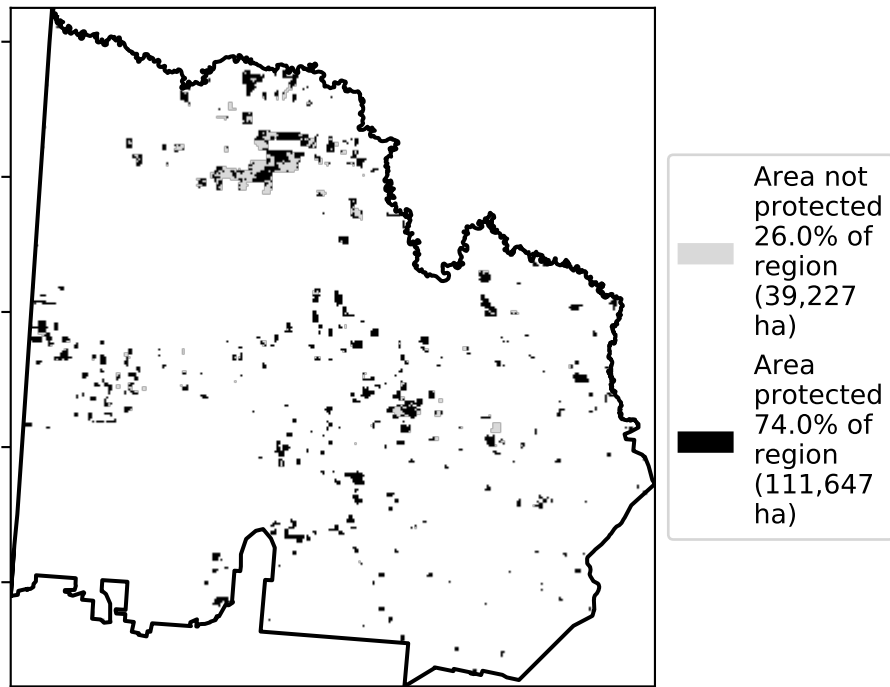 Area not
protected
26.0% of
region
(39,227
ha)
Area
protected
74.0% of
region
(111,647
ha)